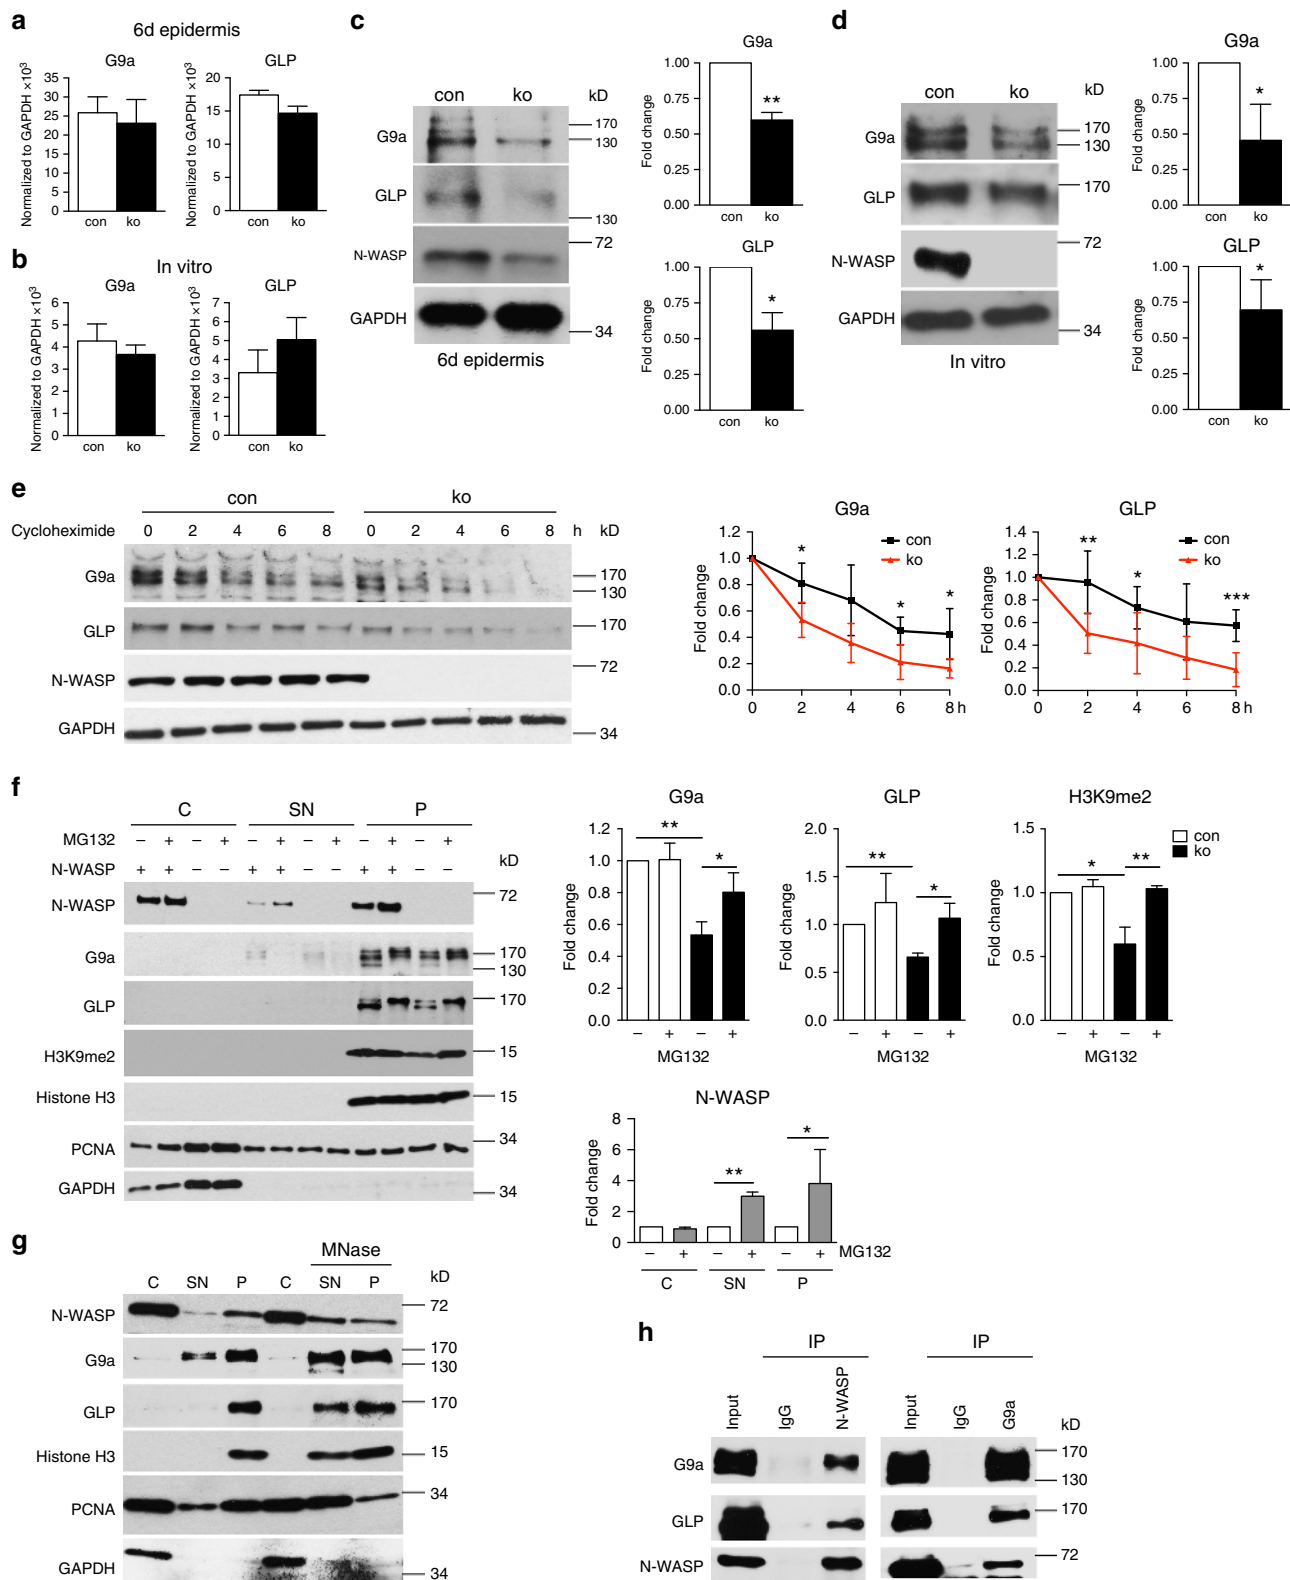 a
6d epidermis
G9a
GLP
Normalized to GAPDH ×10³
35
30
25
20
15
10
5
0
con
ko
Normalized to GAPDH ×10³
20
15
10
5
0
con
ko
b
In vitro
G9a
GLP
Normalized to GAPDH ×10³
6
5
4
3
2
1
0
con
ko
Normalized to GAPDH ×10³
7
6
5
4
3
2
1
0
con
ko
c
con ko kD
G9a
170
130
GLP
130
N-WASP
72
GAPDH
34
6d epidermis
G9a
Fold change
1.00
0.75
0.50
0.25
0.00
**
con
ko
GLP
Fold change
1.00
0.75
0.50
0.25
0.00
*
con
ko
d
con ko kD
G9a
170
130
GLP
170
N-WASP
72
GAPDH
34
In vitro
G9a
Fold change
1.00
0.75
0.50
0.25
0.00
*
con
ko
GLP
Fold change
1.00
0.75
0.50
0.25
0.00
*
con
ko
e
con ko
Cycloheximide 0 2 4 6 8 0 2 4 6 8 h kD
G9a
170
130
GLP
170
N-WASP
72
GAPDH
34
G9a
Fold change
1.2
1.0
0.8
0.6
0.4
0.2
0.0
0 2 4 6 8 h
con
ko
* * *
GLP
Fold change
1.4
1.2
1.0
0.8
0.6
0.4
0.2
0.0
0 2 4 6 8 h
con
ko
** * ***
f
C SN P
MG132 – + – + – + – + – + – +
N-WASP + + – – + + – – + + – –
kD
N-WASP
72
G9a
170
130
GLP
170
H3K9me2
15
Histone H3
15
PCNA
34
GAPDH
34
G9a
Fold change
1.2
1.0
0.8
0.6
0.4
0.2
0.0
**
*
– + – +
MG132
GLP
Fold change
2.0
1.5
1.0
0.5
0.0
**
*
– + – +
MG132
H3K9me2
Fold change
1.5
1.0
0.5
0.0
*
**
– + – +
MG132
con
ko
N-WASP
Fold change
8
6
4
2
0
**
*
– + – + – + MG132
C SN P
g
MNase
C SN P C SN P kD
N-WASP
72
G9a
170
130
GLP
170
Histone H3
15
PCNA
34
GAPDH
34
h
IP IP
Input IgG N-WASP Input IgG G9a kD
G9a
170
130
GLP
170
N-WASP
72